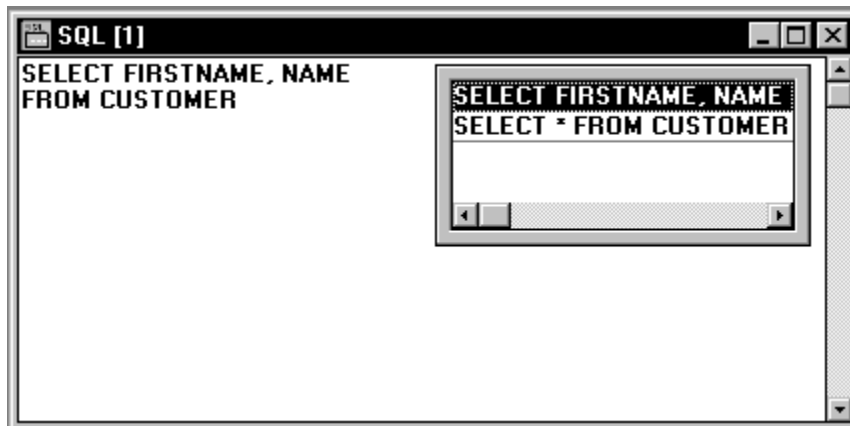 SQL [1]
SELECT FIRSTNAME, NAME
FROM CUSTOMER
SELECT FIRSTNAME, NAME
SELECT * FROM CUSTOMER